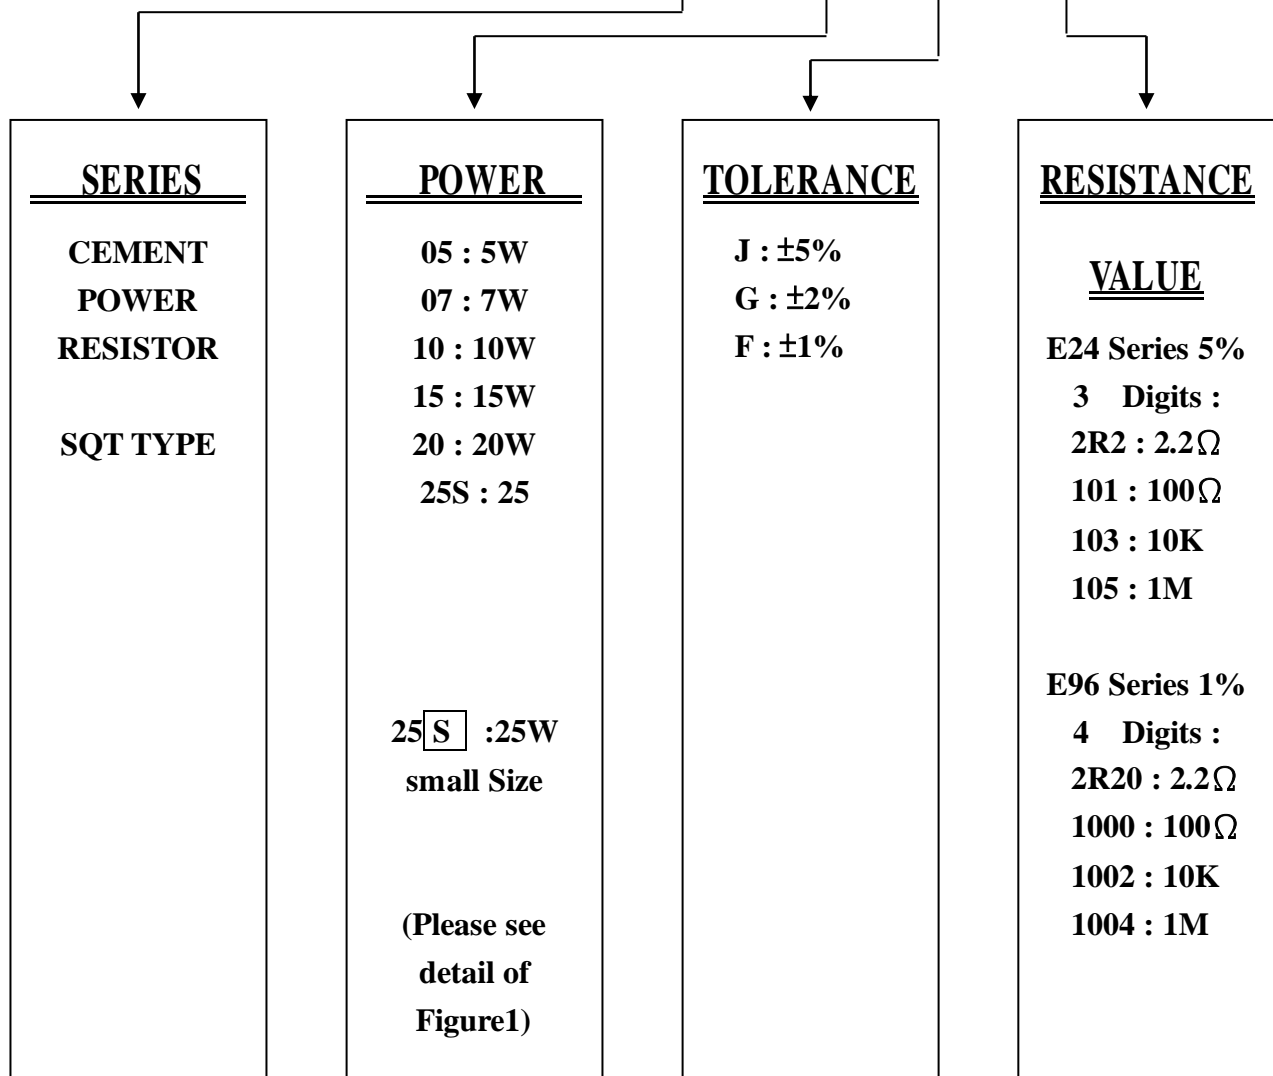 SERIES
CEMENT
POWER
RESISTOR
SQT TYPE
POWER
05 : 5W
07 : 7W
10 : 10W
15 : 15W
20 : 20W
25S : 25
25 S :25W
small Size
(Please see
detail of
Figure1)
TOLERANCE
J : ±5%
G : ±2%
F : ±1%
RESISTANCE
VALUE
E24 Series 5%
3 Digits :
2R2 : 2.2Ω
101 : 100Ω
103 : 10K
105 : 1M
E96 Series 1%
4 Digits :
2R20 : 2.2Ω
1000 : 100Ω
1002 : 10K
1004 : 1M